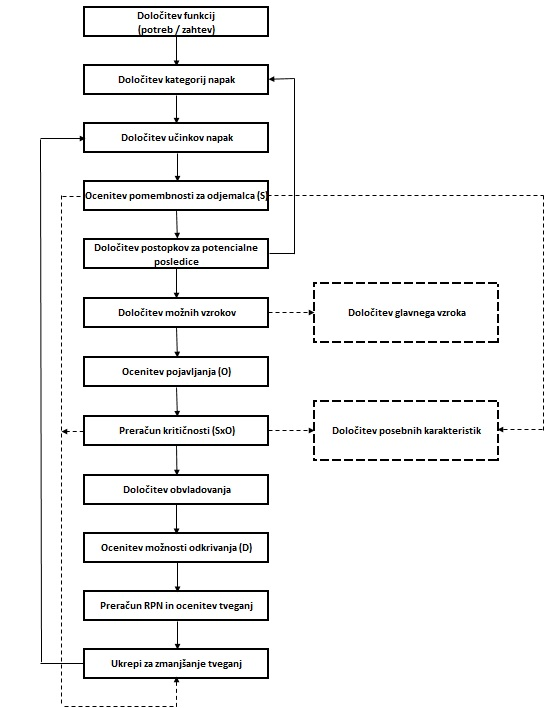 Določitev funkcij
(potreb / zahtev)
Določitev kategorij napak
Določitev učinkov napak
Ocenitev pomembnosti za odjemalca (S)
Določitev postopkov za potencialne
posledice
Določitev možnih vzrokov
Določitev glavnega vzroka
Ocenitev pojavljanja (O)
Preračun kritičnosti (SxO)
Določitev posebnih karakteristik
Določitev obvladovanja
Ocenitev možnosti odkrivanja (D)
Preračun RPN in ocenitev tveganj
Ukrepi za zmanjšanje tveganj